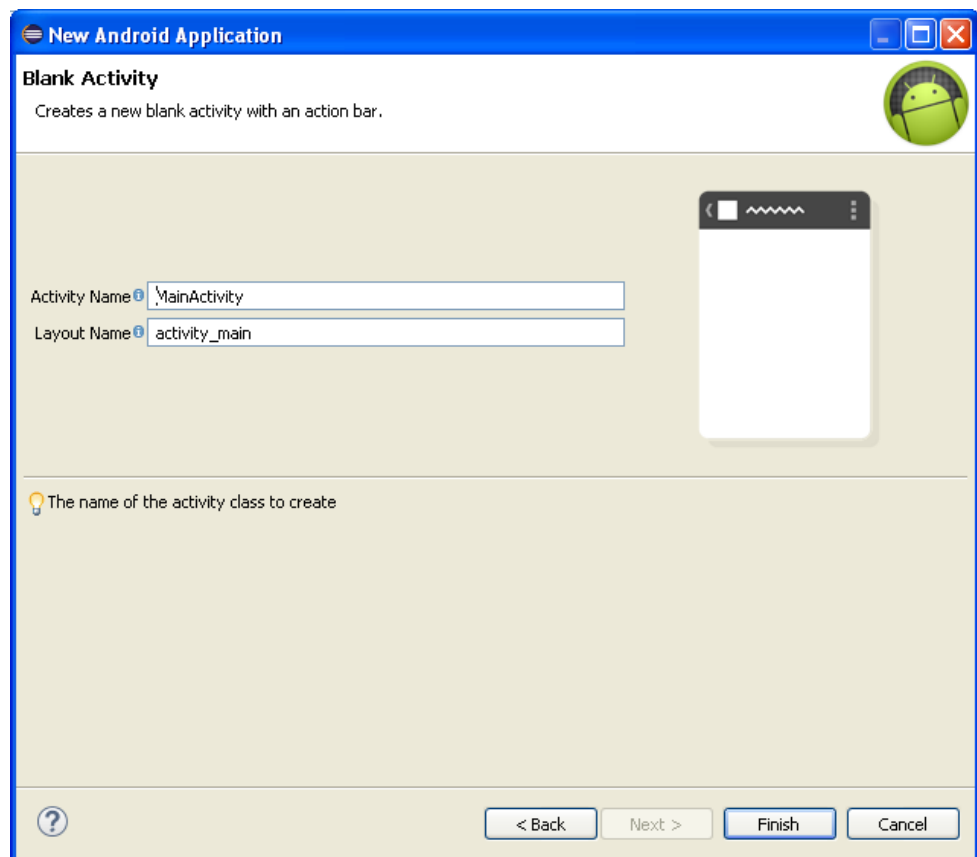 New Android Application
Blank Activity
Creates a new blank activity with an action bar.
Activity Name MainActivity
Layout Name activity_main
The name of the activity class to create
< Back Next > Finish Cancel